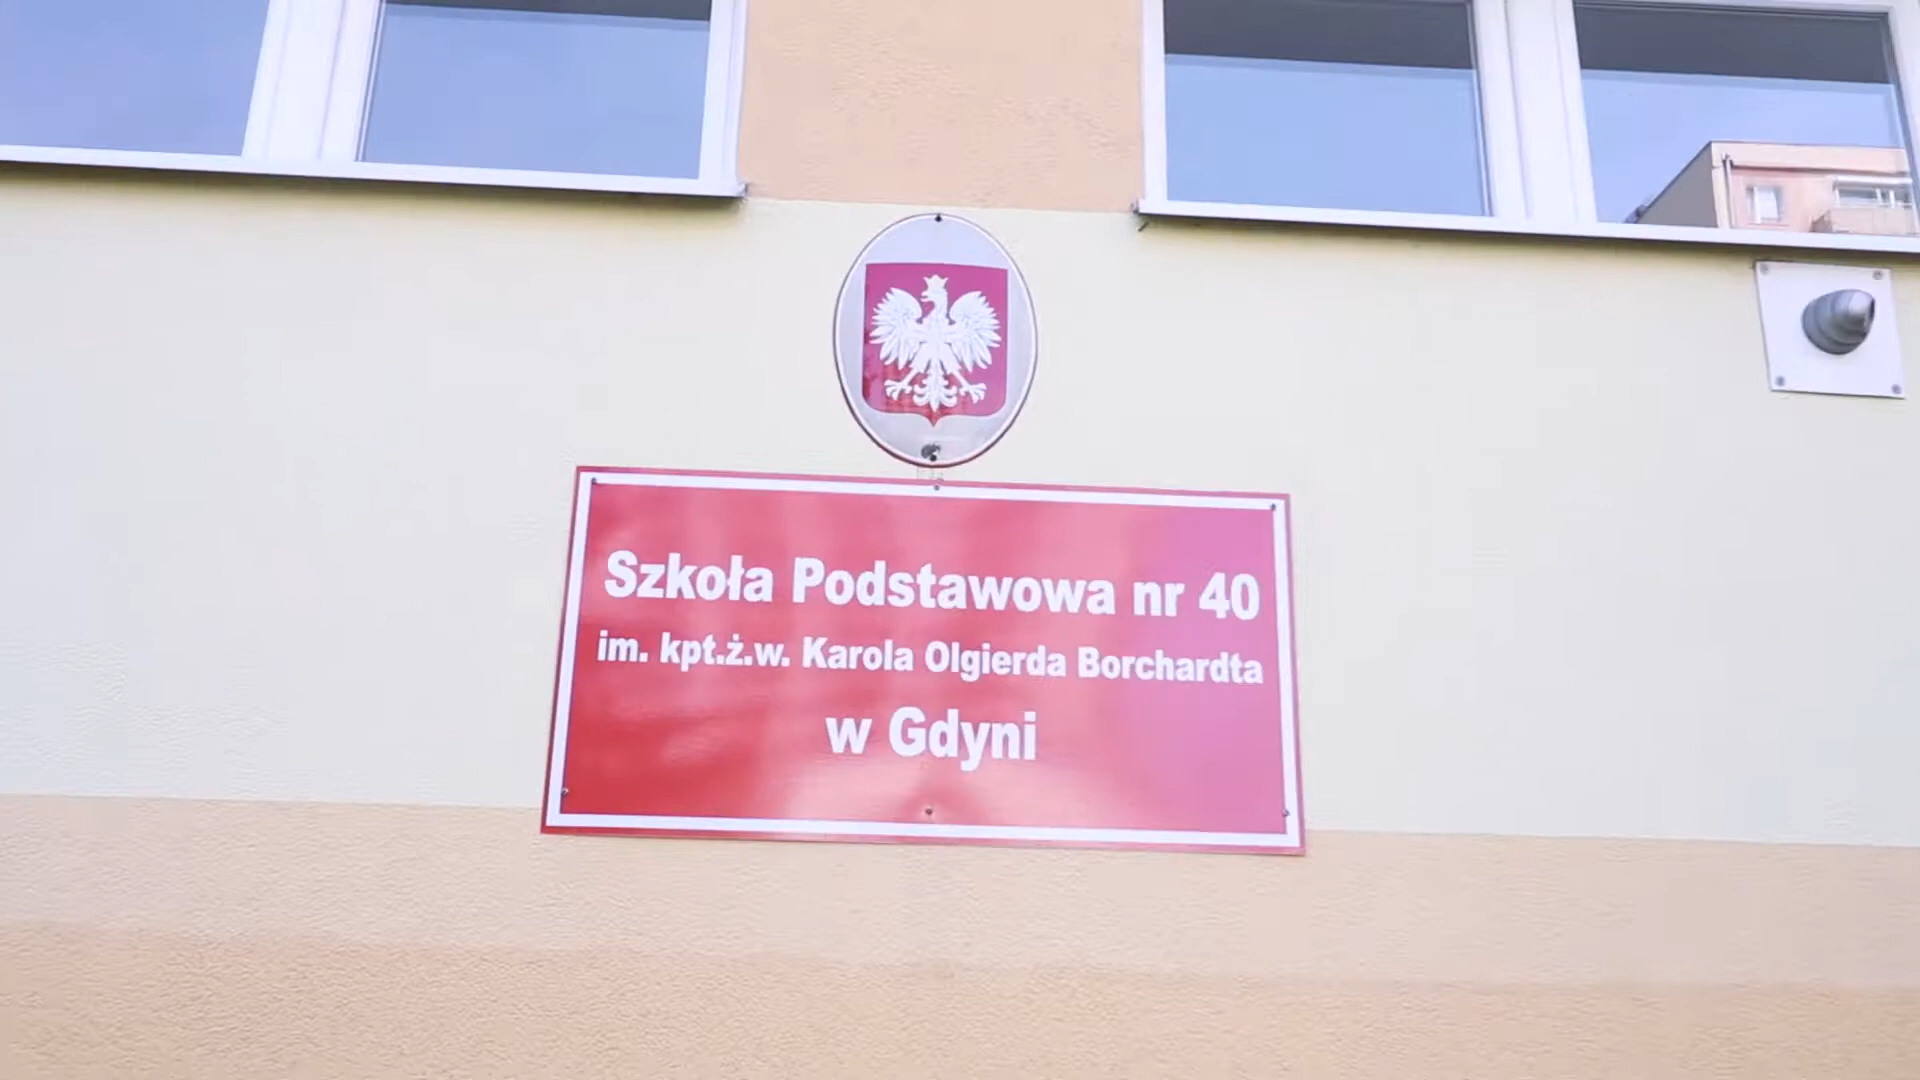 Szkoła Podstawowa nr 40
im. kpt.ż.w. Karola Olgierda Borchardta
w Gdyni